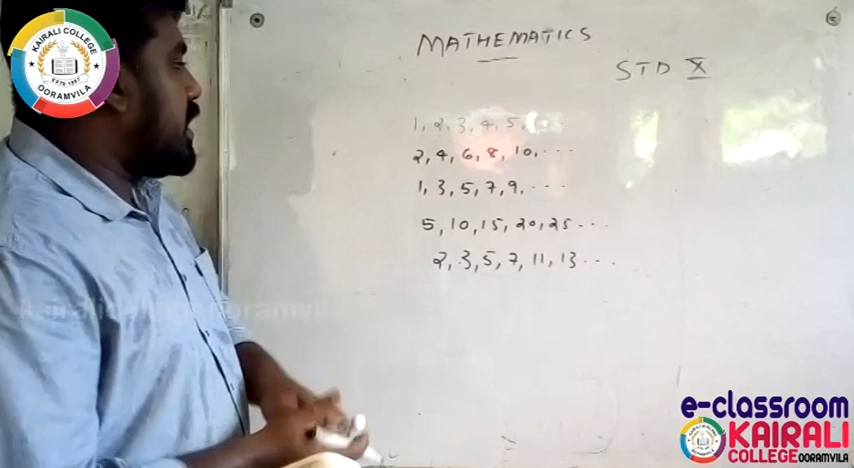 KAIRALI COLLEGE
ESTD 1987
OORAMVILA
MATHEMATICS
STD X
1, 2, 3, 4, 5, ...
2, 4, 6, 8, 10, ...
1, 3, 5, 7, 9, ...
5, 10, 15, 20, 25 ...
2, 3, 5, 7, 11, 13 ...
e-classroom
KAIRALI
COLLEGE OORAMVILA